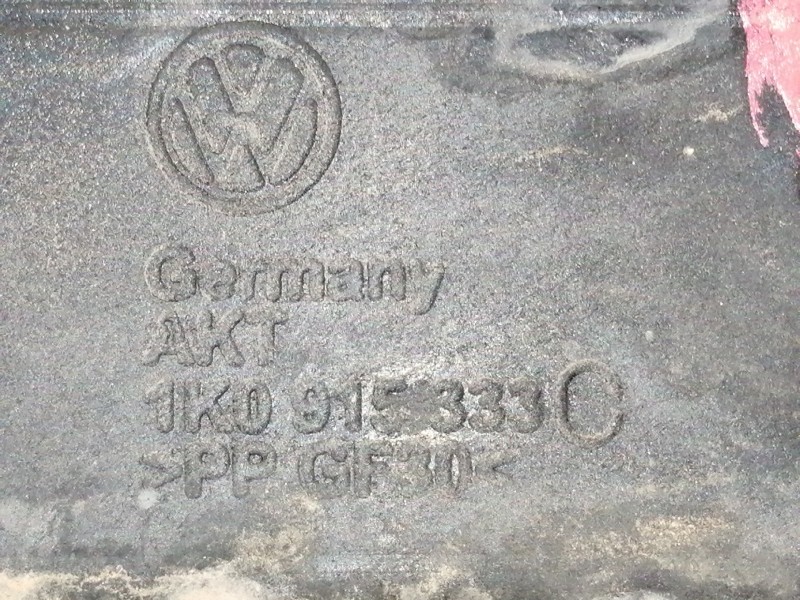 Germany
AKT
1K0 915 333 C
>PP GF30<